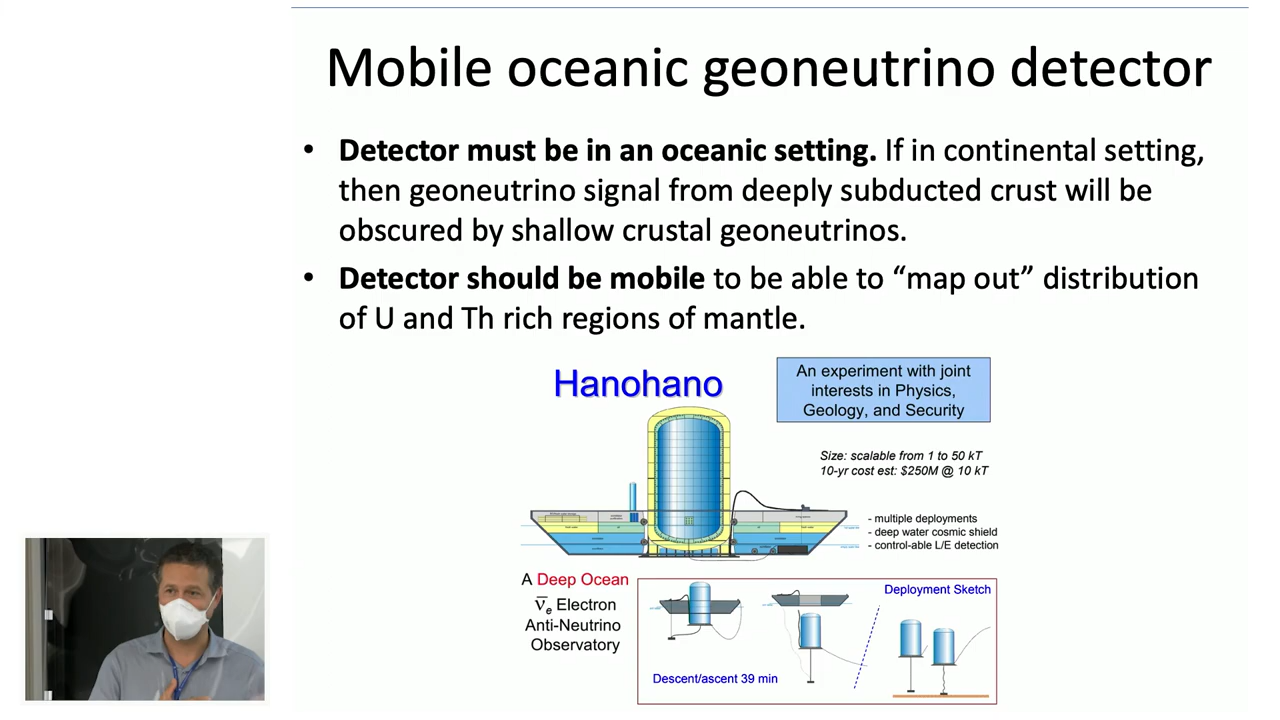 Mobile oceanic geoneutrino detector
• Detector must be in an oceanic setting. If in continental setting,
then geoneutrino signal from deeply subducted crust will be
obscured by shallow crustal geoneutrinos.
• Detector should be mobile to be able to “map out” distribution
of U and Th rich regions of mantle.
Hanohano
An experiment with joint
interests in Physics,
Geology, and Security
Size: scalable from 1 to 50 kT
10-yr cost est: $250M @ 10 kT
- multiple deployments
- deep water cosmic shield
- control-able L/E detection
A Deep Ocean
ν̅e Electron
Anti-Neutrino
Observatory
Deployment Sketch
Descent/ascent 39 min